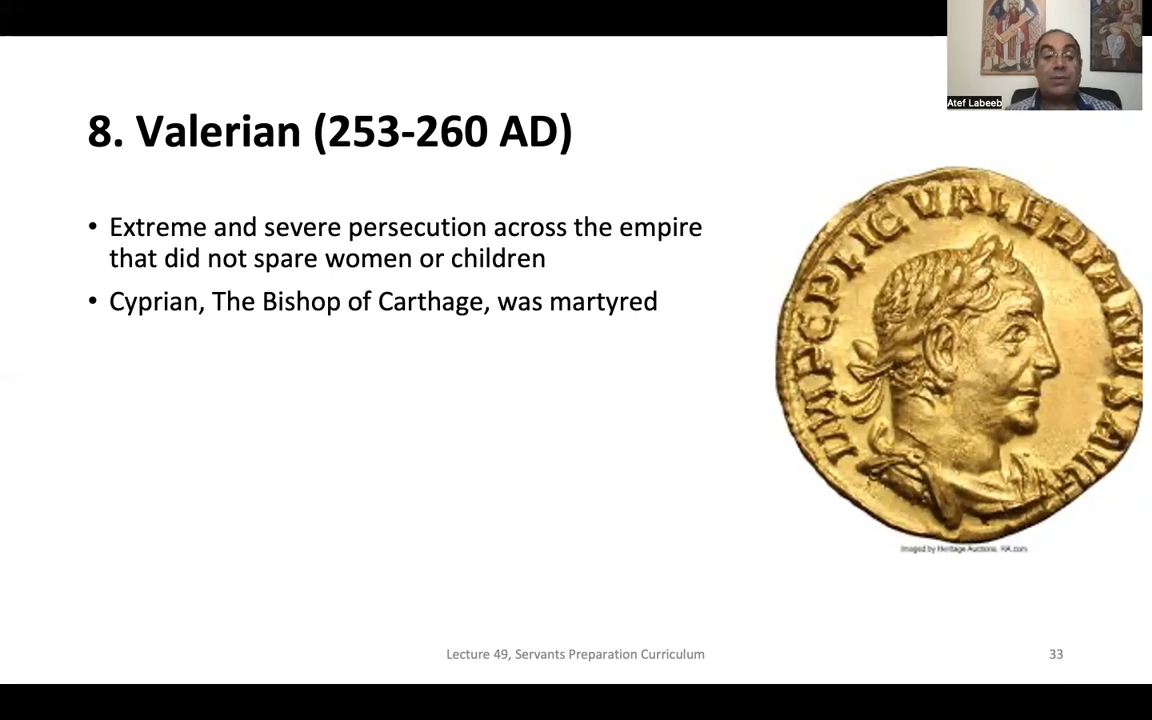 Atef Labeeb
8. Valerian (253-260 AD)
• Extreme and severe persecution across the empire
that did not spare women or children
• Cyprian, The Bishop of Carthage, was martyred
IMP C P LIC VALERIANVS AVG
Imaged by Heritage Auctions, HA.com
Lecture 49, Servants Preparation Curriculum
33